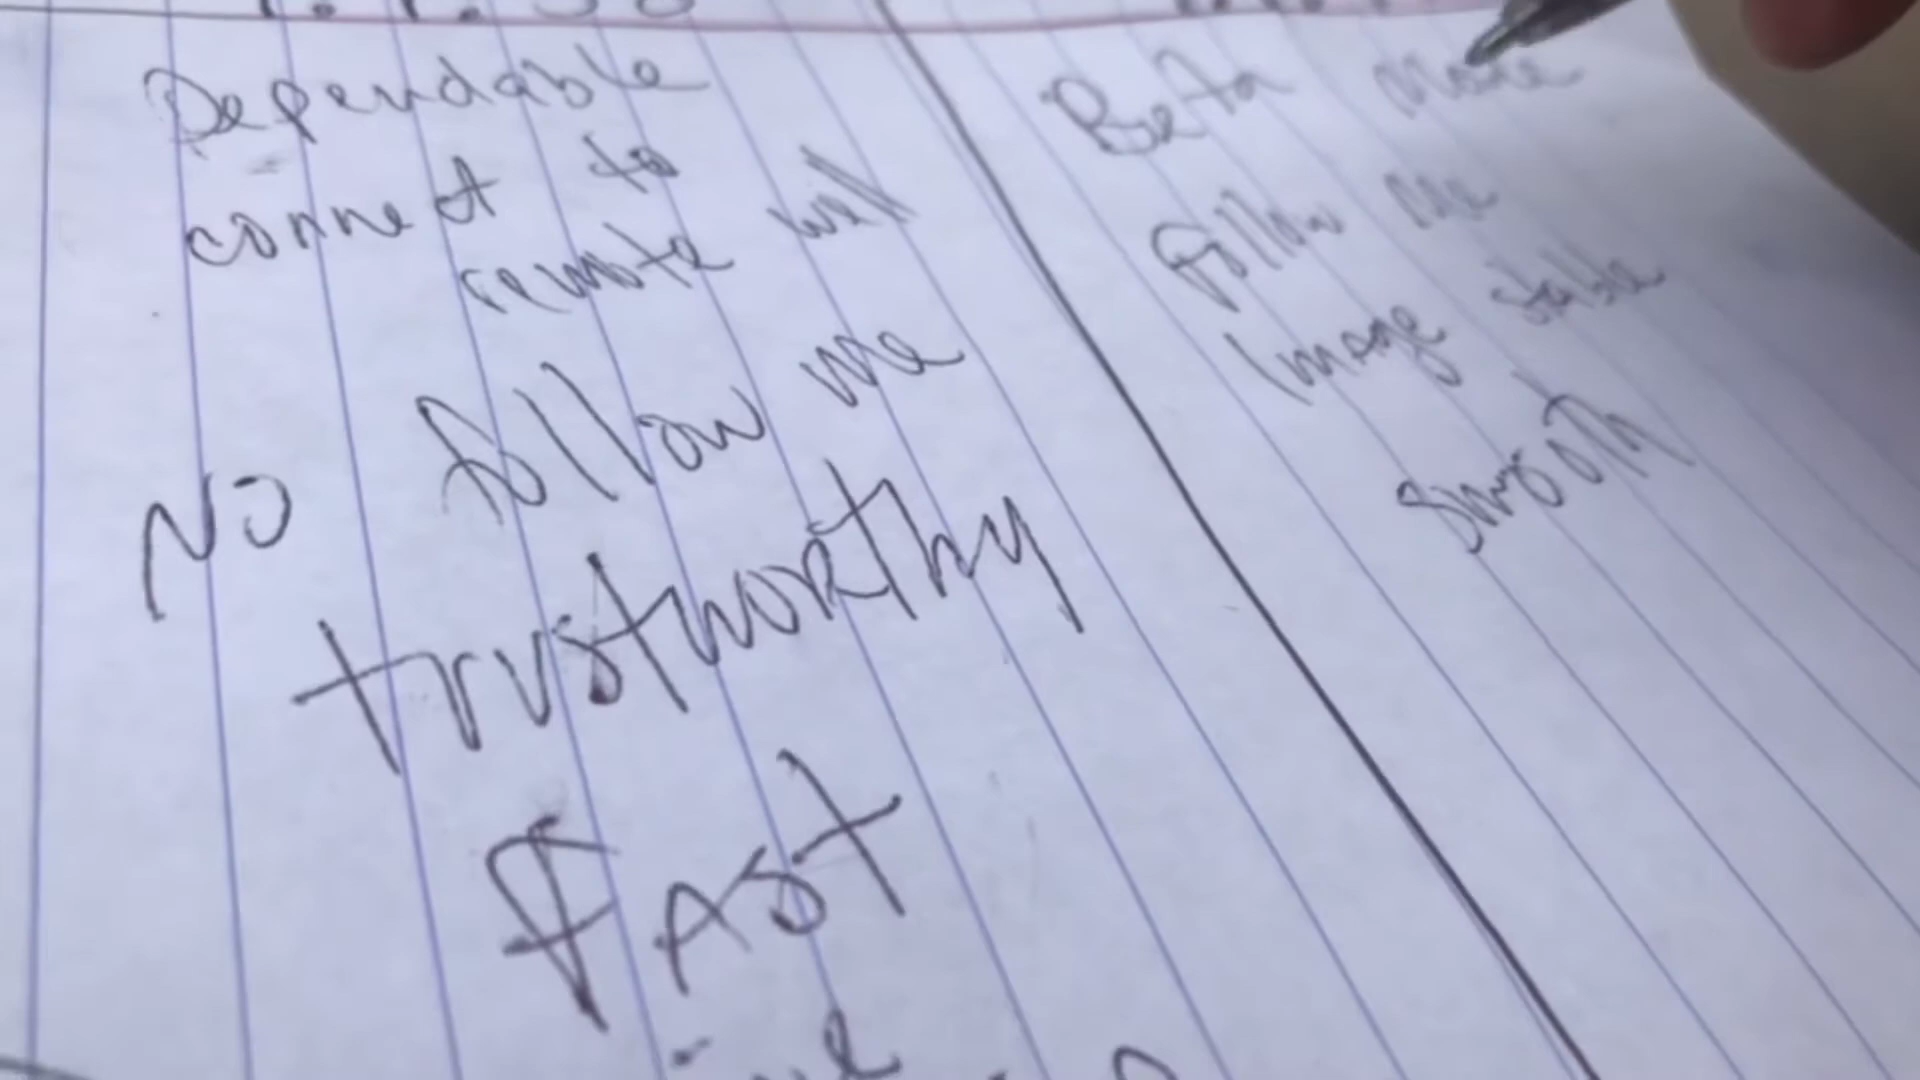 Dependable
connect to
remote well
No follow me
trustworthy
FAST
Beta Mode
Follow me
Image stable
Smooth